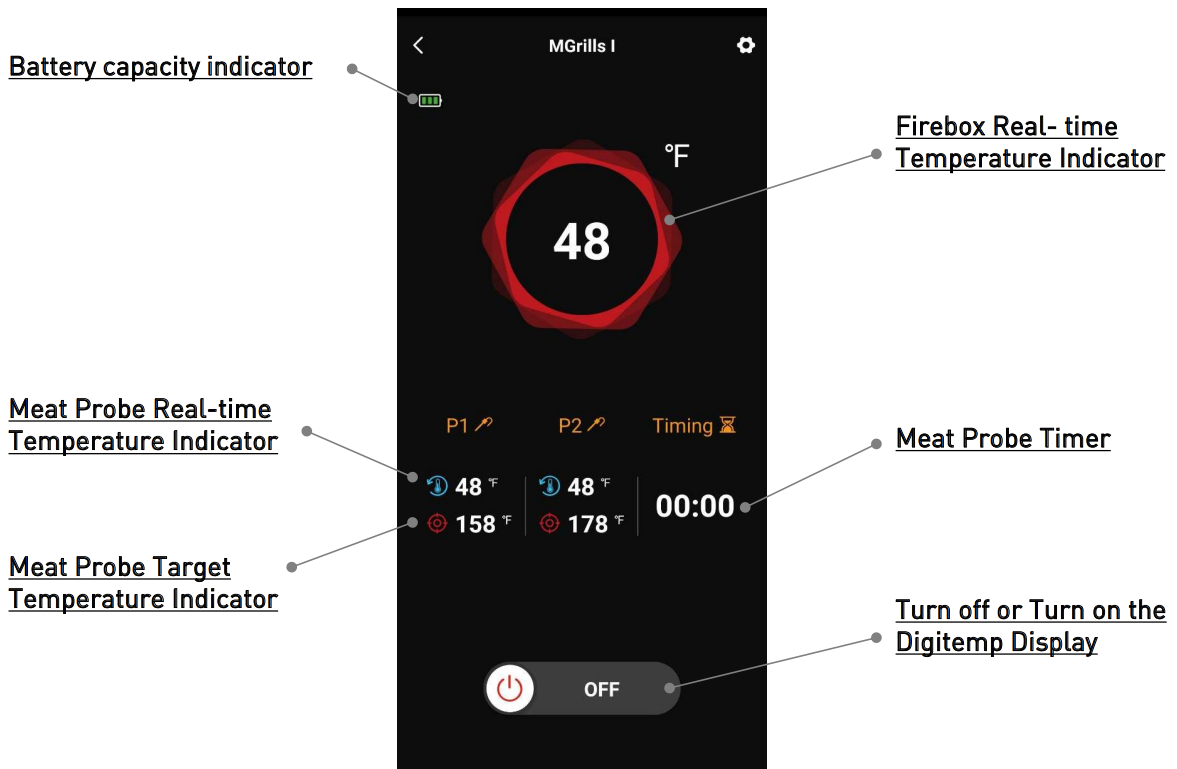 MGrills I
Battery capacity indicator
Firebox Real- time
Temperature Indicator
°F
48
Meat Probe Real-time
Temperature Indicator
P1
P2
Timing
Meat Probe Timer
48 °F
48 °F
00:00
158 °F
178 °F
Meat Probe Target
Temperature Indicator
Turn off or Turn on the
Digitemp Display
OFF